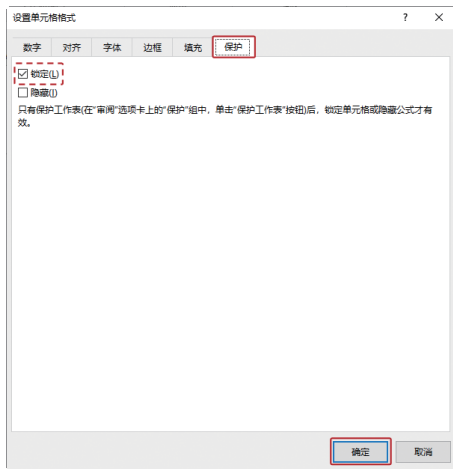 设置单元格格式 ? ×
数字 对齐 字体 边框 填充 保护
锁定(L)
隐藏(I)
只有保护工作表(在"审阅"选项卡上的"保护"组中，单击"保护工作表"按钮)后，锁定单元格或隐藏公式才有
效。
确定 取消